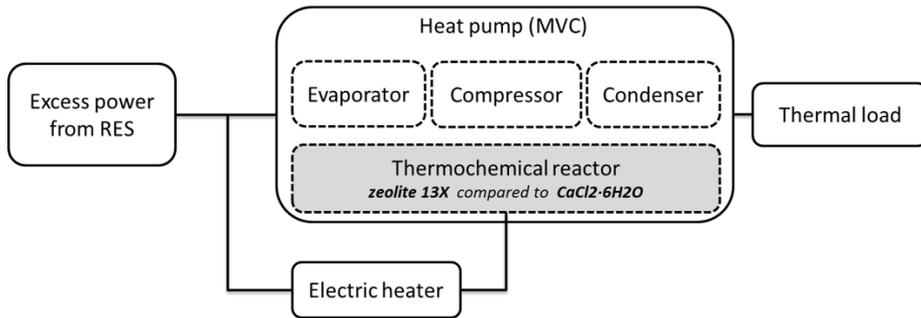 Heat pump (MVC)
Excess power
from RES
Evaporator
Compressor
Condenser
Thermal load
Thermochemical reactor
zeolite 13X compared to CaCl2·6H2O
Electric heater